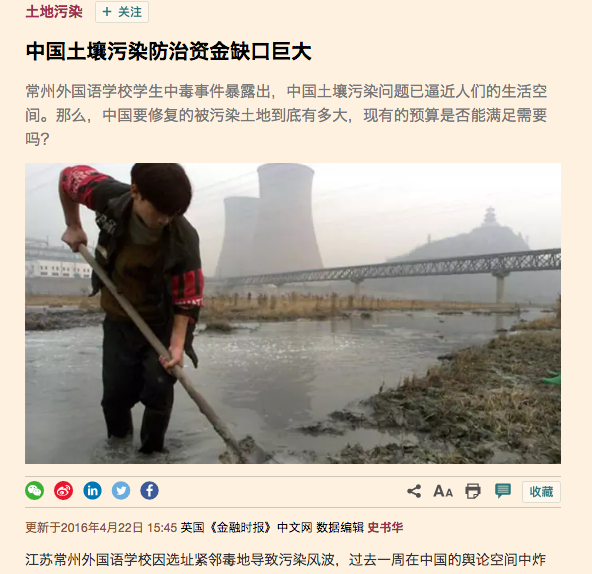 土地污染 + 关注
中国土壤污染防治资金缺口巨大
常州外国语学校学生中毒事件暴露出，中国土壤污染问题已逼近人们的生活空
间。那么，中国要修复的被污染土地到底有多大，现有的预算是否能满足需要
吗？
AA 收藏
更新于2016年4月22日 15:45 英国《金融时报》中文网 数据编辑 史书华
江苏常州外国语学校因选址紧邻毒地导致污染风波，过去一周在中国的舆论空间中炸